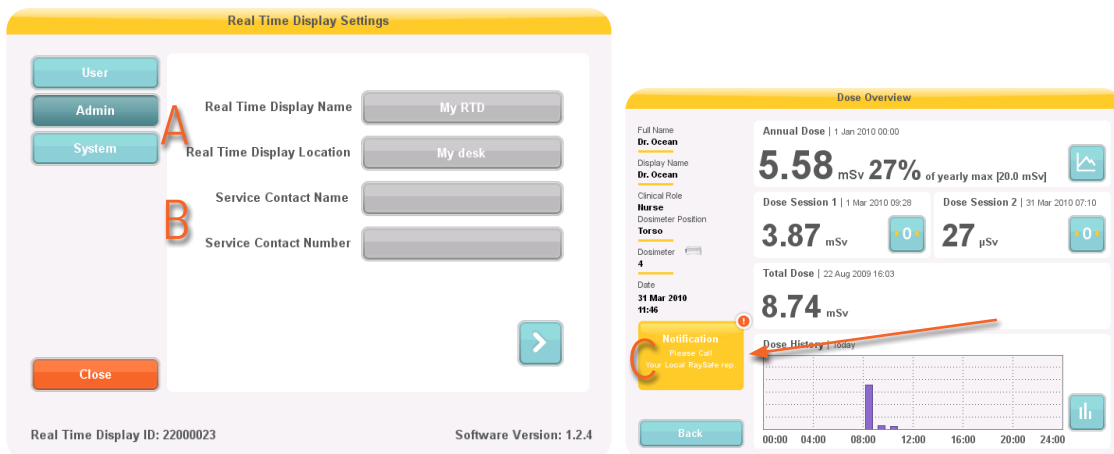 Real Time Display Settings
User
Admin
System
A
B
Real Time Display Name
My RTD
Real Time Display Location
My desk
Service Contact Name
Service Contact Number
Close
Real Time Display ID: 22000023
Software Version: 1.2.4
Dose Overview
Full Name
Dr. Ocean
Display Name
Dr. Ocean
Clinical Role
Nurse
Dosimeter Position
Torso
Dosimeter
4
Date
31 Mar 2010
11:46
Notification
Please Call
Your Local RaySafe rep.
C
Back
Annual Dose | 1 Jan 2010 00:00
5.58 mSv 27% of yearly max [20.0 mSv]
Dose Session 1 | 1 Mar 2010 09:28
3.87 mSv
0
Dose Session 2 | 31 Mar 2010 07:10
27 µSv
0
Total Dose | 22 Aug 2009 16:03
8.74 mSv
Dose History | Today
00:00 04:00 08:00 12:00 16:00 20:00 24:00